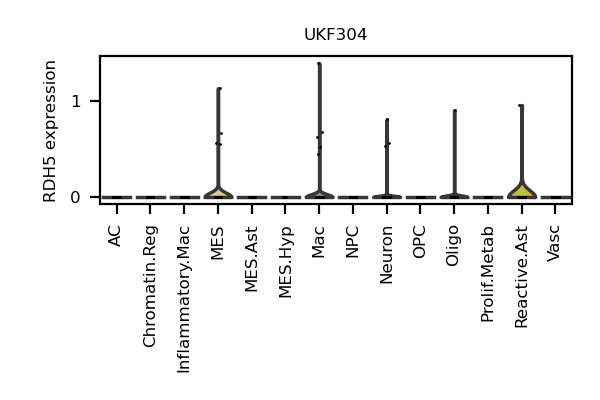 UKF304
RDH5 expression
1
0
AC
Chromatin.Reg
Inflammatory.Mac
MES
MES.Ast
MES.Hyp
Mac
NPC
Neuron
OPC
Oligo
Prolif.Metab
Reactive.Ast
Vasc